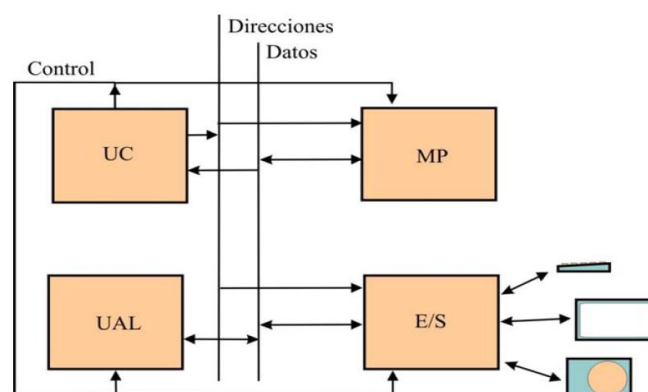 Direcciones
Datos
Control
UC
MP
UAL
E/S